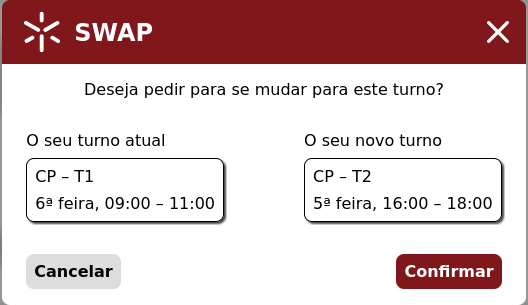 SWAP
Deseja pedir para se mudar para este turno?
O seu turno atual
CP – T1
6ª feira, 09:00 – 11:00
O seu novo turno
CP – T2
5ª feira, 16:00 – 18:00
Cancelar
Confirmar